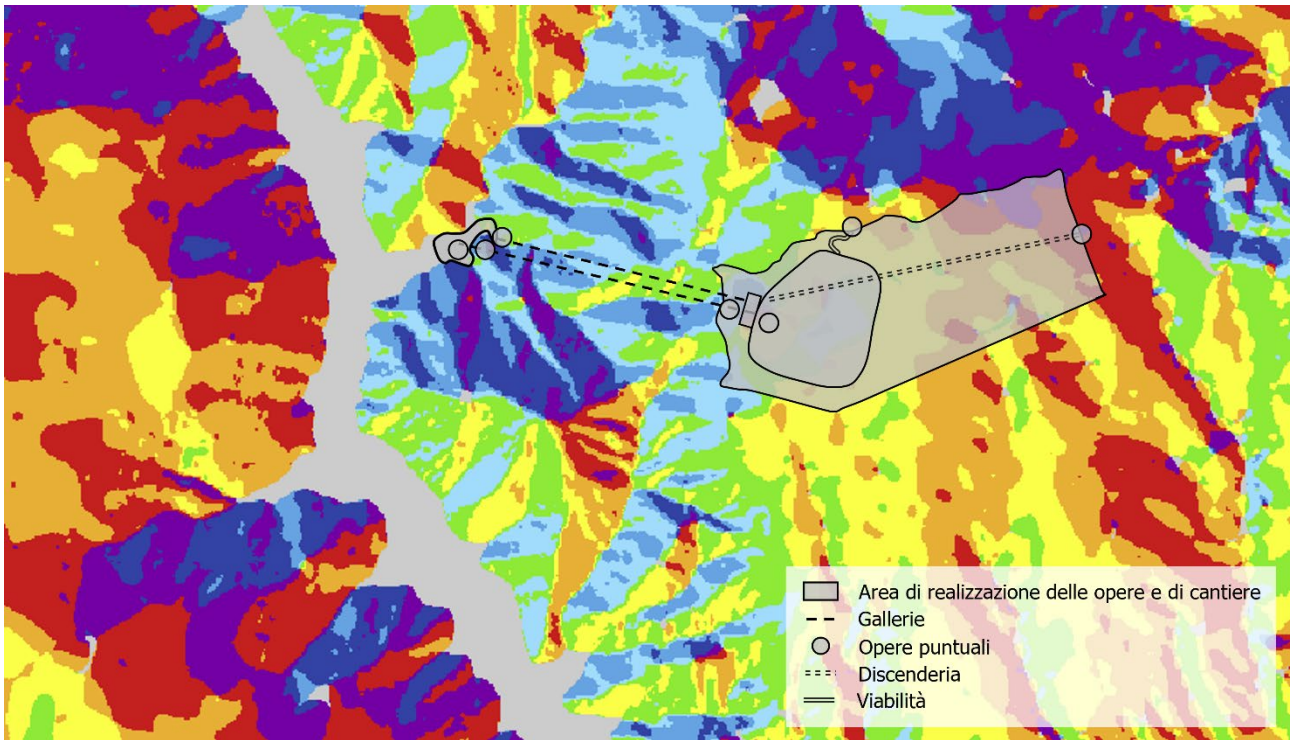 Area di realizzazione delle opere e di cantiere
Gallerie
Opere puntuali
Discenderia
Viabilità